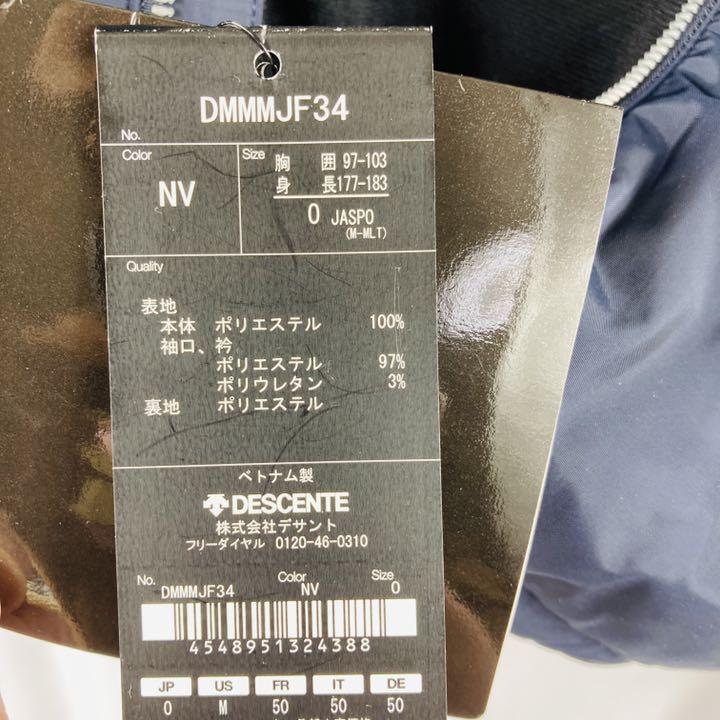 DMMMJF34
No.
Color Size 胸 囲 97-103
NV 身 長177-183
0 JASPO
(M-MLT)
Quality
表地
本体 ポリエステル 100%
袖口、衿
ポリエステル 97%
ポリウレタン 3%
裏地 ポリエステル
ベトナム製
DESCENTE
株式会社デサント
フリーダイヤル 0120-46-0310
No. Color Size
DMMMJF34 NV 0
4548951324388
JP US FR IT DE
0 M 50 50 50